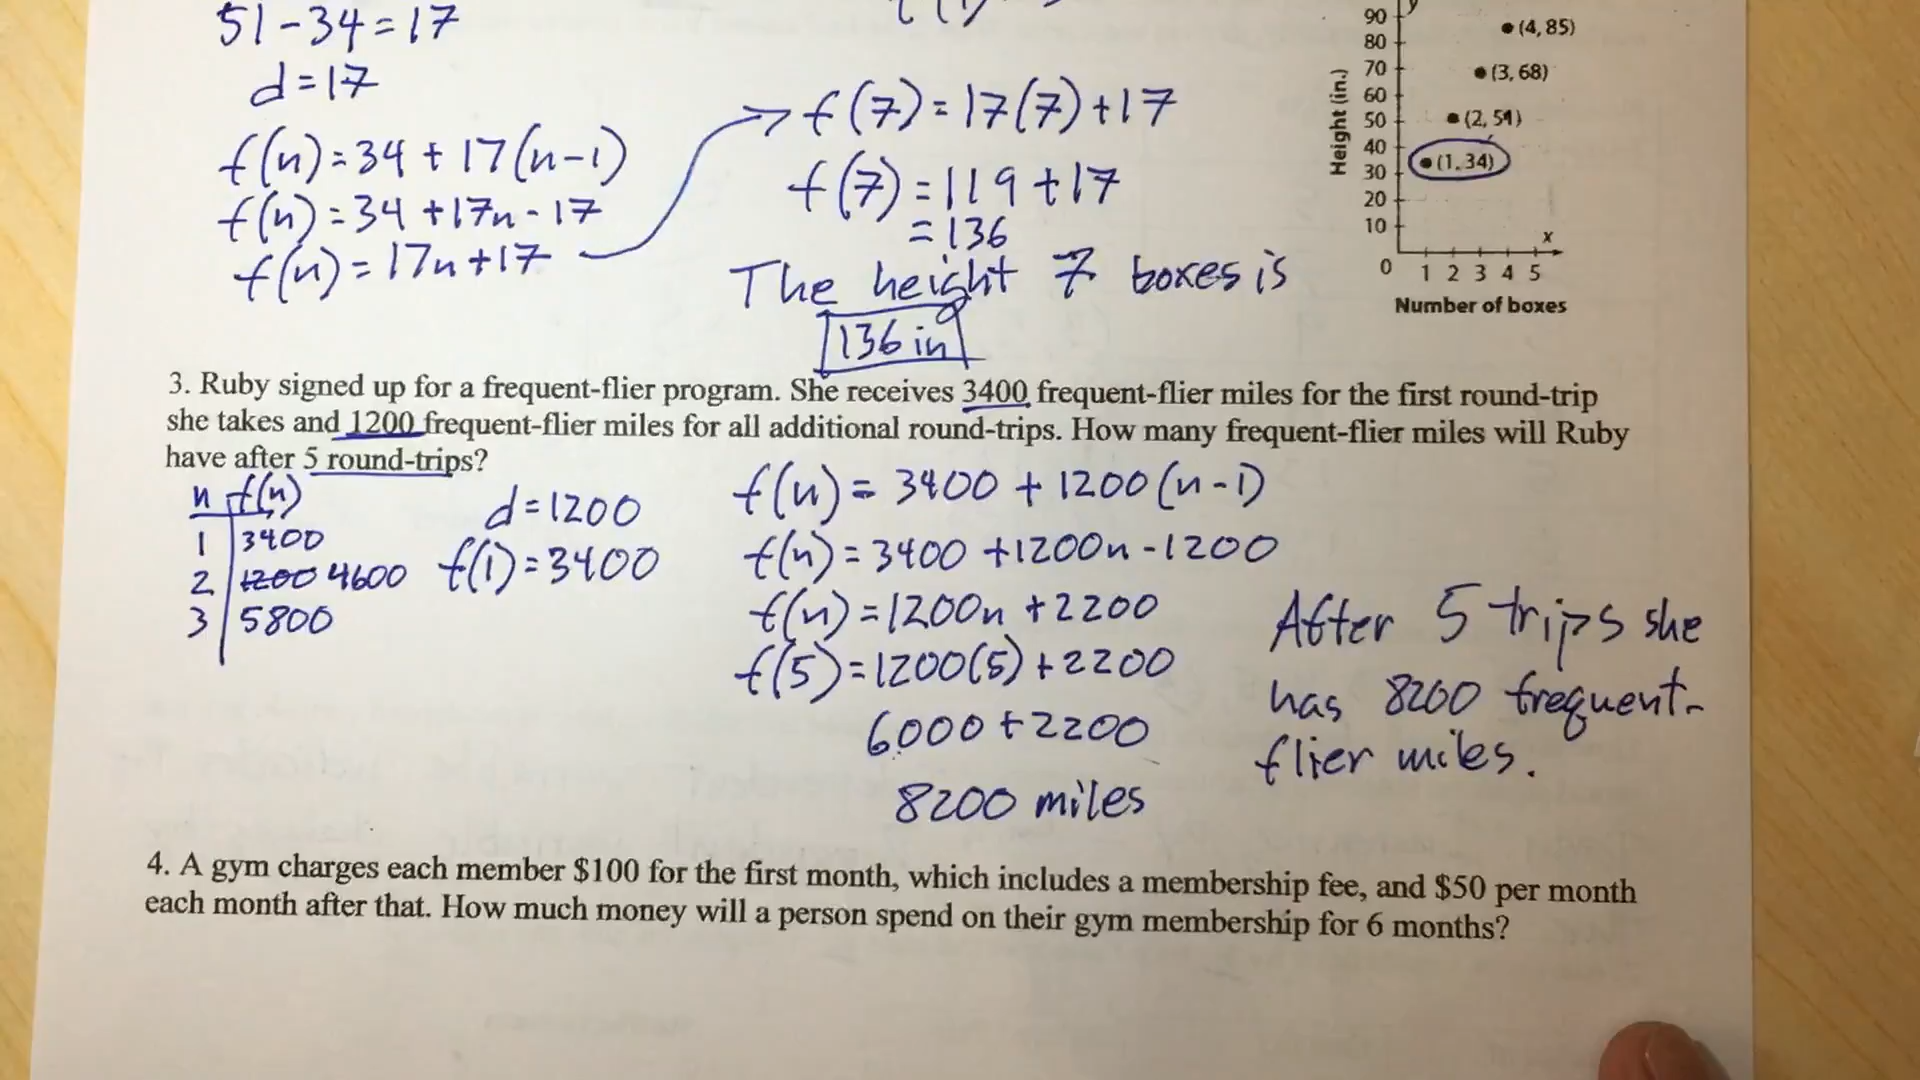 51-34=17
d=17
f(n)=34+17(n-1)
f(n)=34+17n-17
f(n)=17n+17
f(7)=17(7)+17
f(7)=119+17
=136
The height 7 boxes is
136 in
y
90
80
70
60
50
40
30
20
10
0
Height (in.)
(4, 85)
(3, 68)
(2, 51)
(1, 34)
x
1 2 3 4 5
Number of boxes
3. Ruby signed up for a frequent-flier program. She receives 3400 frequent-flier miles for the first round-trip
she takes and 1200 frequent-flier miles for all additional round-trips. How many frequent-flier miles will Ruby
have after 5 round-trips?
n f(n)
1 3400
2 1200 4600
3 5800
d=1200
f(1)=3400
f(n)=3400+1200(n-1)
f(n)=3400+1200n-1200
f(n)=1200n+2200
f(5)=1200(5)+2200
6000+2200
8200 miles
After 5 trips she
has 8200 frequent-
flier miles.
4. A gym charges each member $100 for the first month, which includes a membership fee, and $50 per month
each month after that. How much money will a person spend on their gym membership for 6 months?